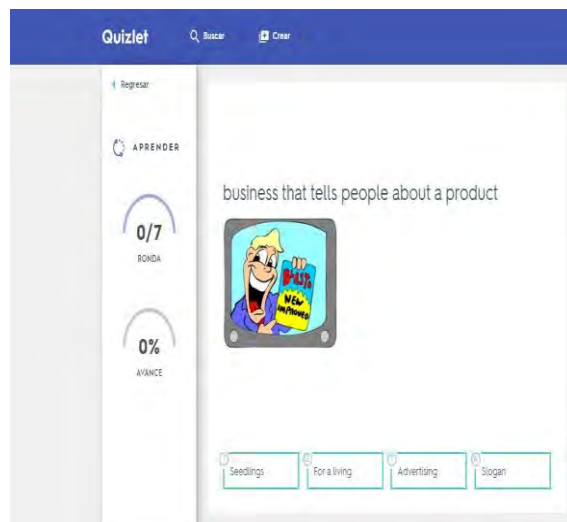 Quizlet
Buscar
Crear
Regresar
APRENDER
0/7
RONDA
0%
AVANCE
business that tells people about a product
NEW
IMPROVED
Seedlings
For a living
Advertising
Slogan